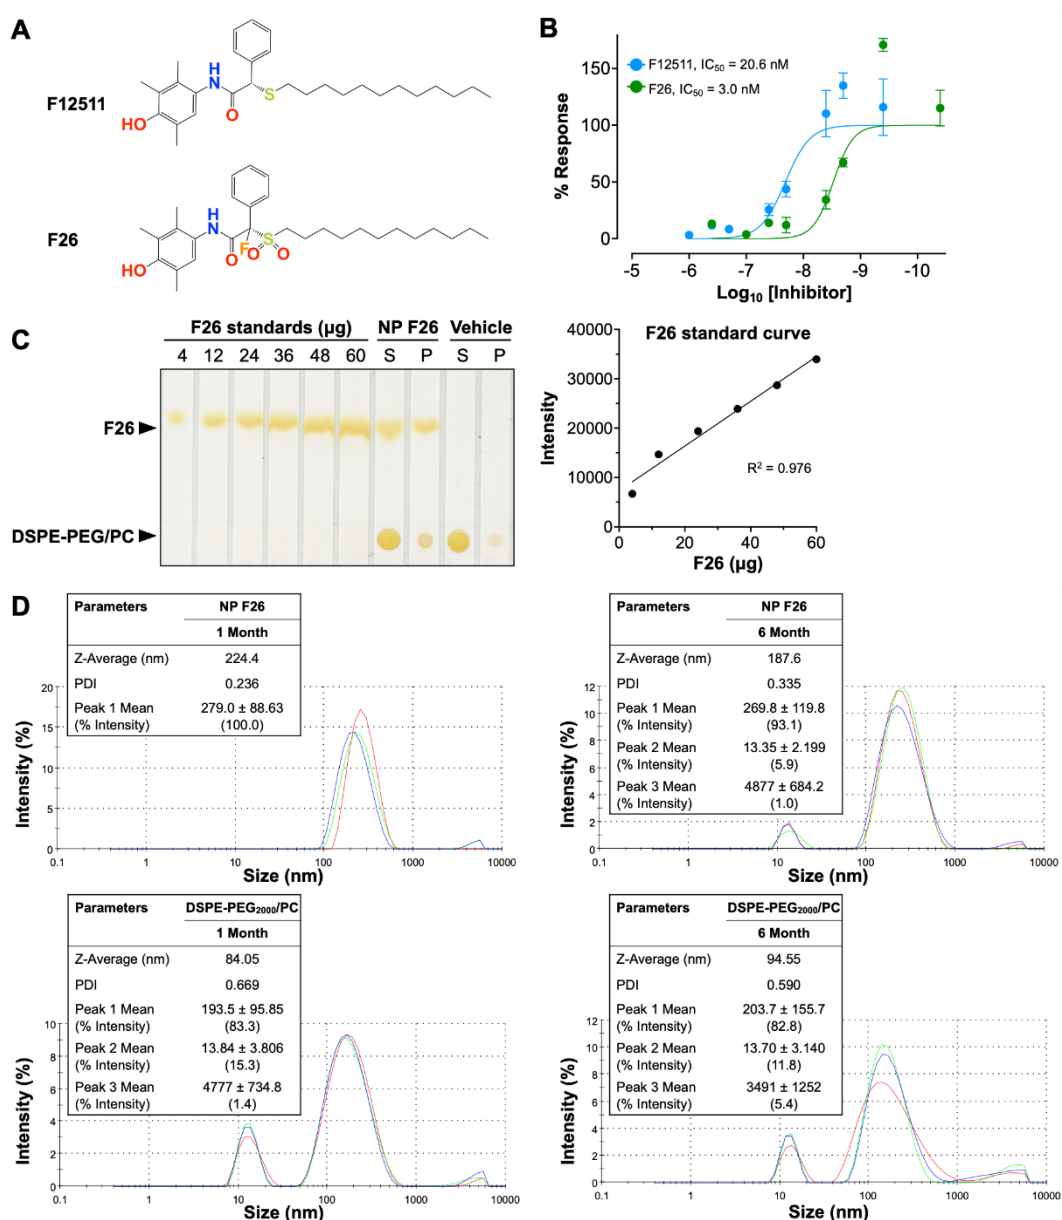 A
F12511
H
N
O
S
HO
F26
H
N
O
F
S
O
O
HO
B
F12511, IC₅₀ = 20.6 nM
F26, IC₅₀ = 3.0 nM
% Response
150
100
50
0
-5 -6 -7 -8 -9 -10
Log₁₀ [Inhibitor]
C
F26 standards (µg) NP F26 Vehicle
4 12 24 36 48 60 S P S P
F26
DSPE-PEG/PC
F26 standard curve
Intensity
40000
30000
20000
10000
0
R² = 0.976
0 20 40 60
F26 (µg)
D
Parameters NP F26
1 Month
Z-Average (nm) 224.4
PDI 0.236
Peak 1 Mean 279.0 ± 88.63
(% Intensity) (100.0)
Intensity (%)
20
15
10
5
0
0.1 1 10 100 1000 10000
Size (nm)
Parameters NP F26
6 Month
Z-Average (nm) 187.6
PDI 0.335
Peak 1 Mean 269.8 ± 119.8
(% Intensity) (93.1)
Peak 2 Mean 13.35 ± 2.199
(% Intensity) (5.9)
Peak 3 Mean 4877 ± 684.2
(% Intensity) (1.0)
Intensity (%)
12
10
8
6
4
2
0
0.1 1 10 100 1000 10000
Size (nm)
Parameters DSPE-PEG₂₀₀₀/PC
1 Month
Z-Average (nm) 84.05
PDI 0.669
Peak 1 Mean 193.5 ± 95.85
(% Intensity) (83.3)
Peak 2 Mean 13.84 ± 3.806
(% Intensity) (15.3)
Peak 3 Mean 4777 ± 734.8
(% Intensity) (1.4)
Intensity (%)
10
8
6
4
2
0
0.1 1 10 100 1000 10000
Size (nm)
Parameters DSPE-PEG₂₀₀₀/PC
6 Month
Z-Average (nm) 94.55
PDI 0.590
Peak 1 Mean 203.7 ± 155.7
(% Intensity) (82.8)
Peak 2 Mean 13.70 ± 3.140
(% Intensity) (11.8)
Peak 3 Mean 3491 ± 1252
(% Intensity) (5.4)
Intensity (%)
12
10
8
6
4
2
0
0.1 1 10 100 1000 10000
Size (nm)